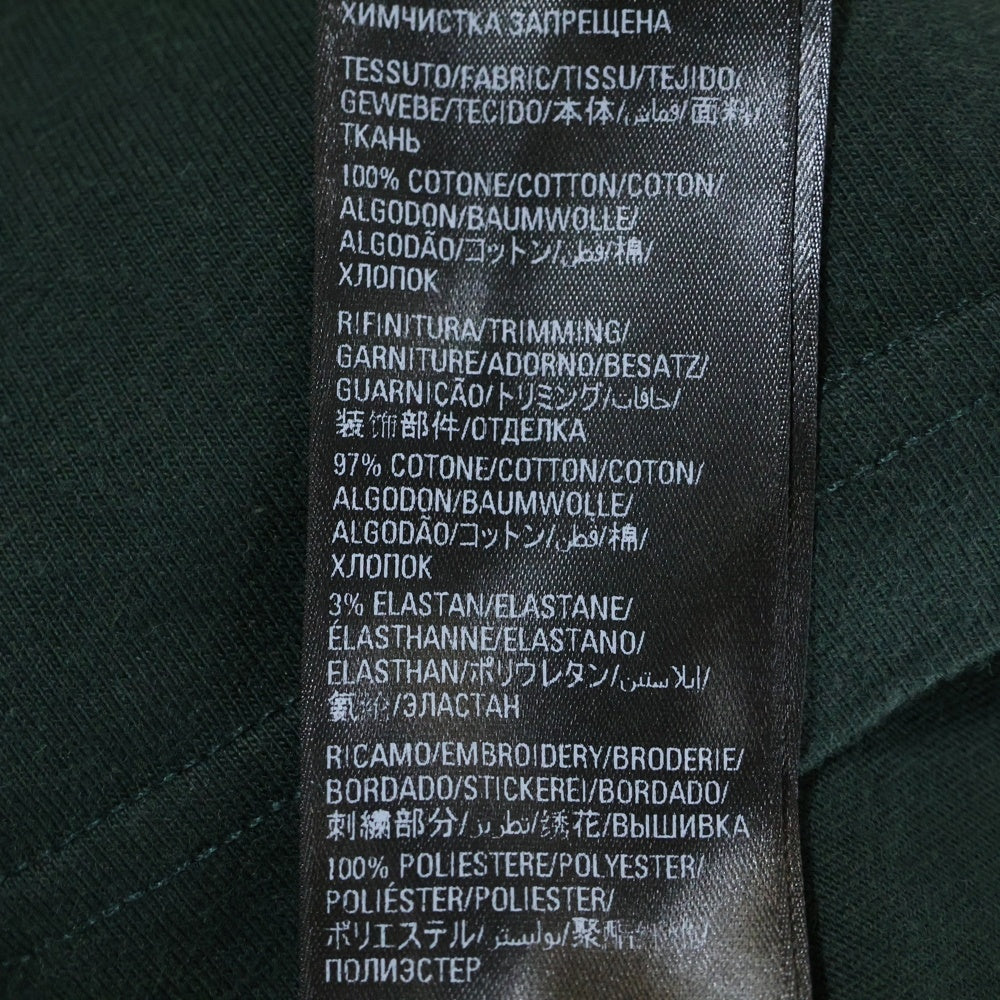 ХИМЧИСТКА ЗАПРЕЩЕНА
TESSUTO/FABRIC/TISSU/TEJIDO/
GEWEBE/TECIDO/本体/قماش/面料/
ТКАНЬ
100% COTONE/COTTON/COTON/
ALGODON/BAUMWOLLE/
ALGODÃO/コットン/قطن/棉/
ХЛОПОК
RIFINITURA/TRIMMING/
GARNITURE/ADORNO/BESATZ/
GUARNICÃO/トリミング/حافات/
装饰部件/ОТДЕЛКА
97% COTONE/COTTON/COTON/
ALGODON/BAUMWOLLE/
ALGODÃO/コットン/قطن/棉/
ХЛОПОК
3% ELASTAN/ELASTANE/
ÉLASTHANNE/ELASTANO/
ELASTHAN/ポリウレタン/إيلاستين/
氨纶/ЭЛАСТАН
RICAMO/EMBROIDERY/BRODERIE/
BORDADO/STICKEREI/BORDADO/
刺繍部分/تطريز/绣花/ВЫШИВКА
100% POLIESTERE/POLYESTER/
POLIÉSTER/POLIESTER/
ポリエステル/بوليستر/
ПОЛИЭСТЕР